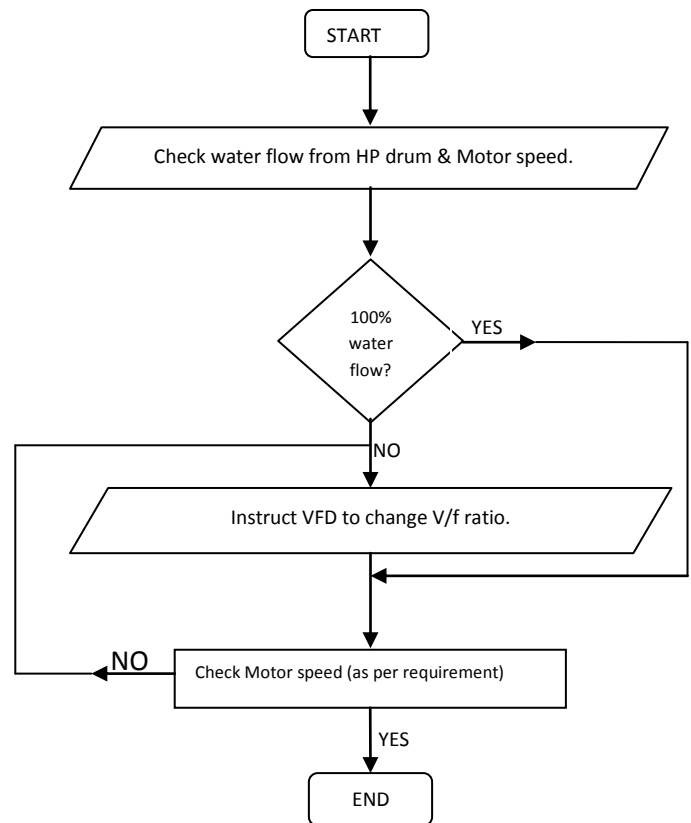 START
Check water flow from HP drum & Motor speed.
100%
water
flow?
YES
NO
Instruct VFD to change V/f ratio.
NO
Check Motor speed (as per requirement)
YES
END